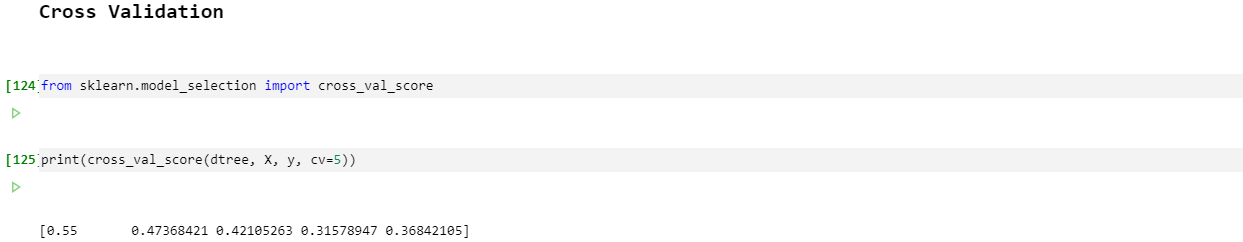 Cross Validation
[124] from sklearn.model_selection import cross_val_score
[125] print(cross_val_score(dtree, X, y, cv=5))
[0.55       0.47368421 0.42105263 0.31578947 0.36842105]